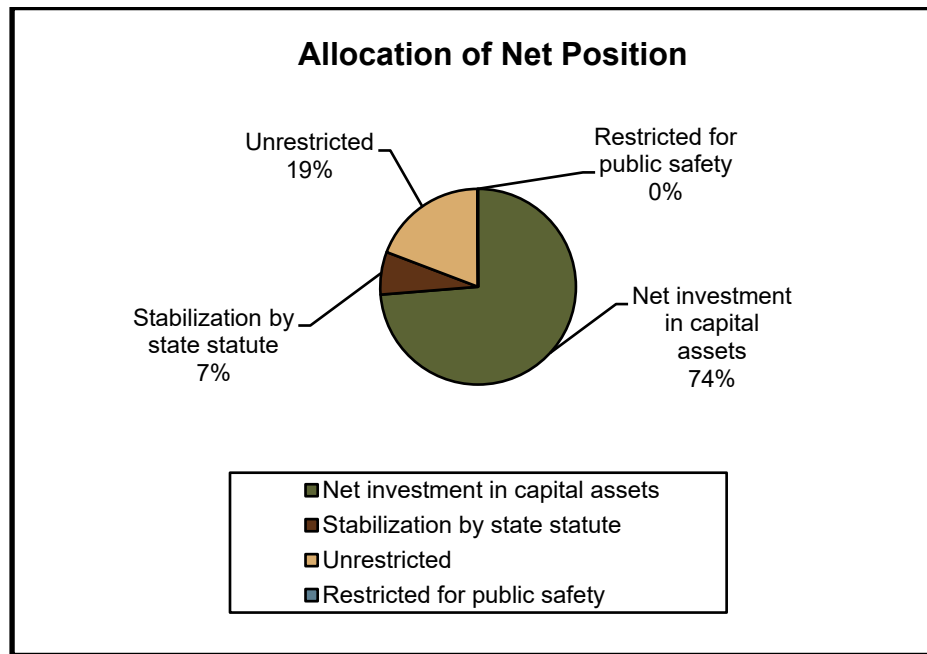 Allocation of Net Position
Unrestricted
19%
Restricted for
public safety
0%
Stabilization by
state statute
7%
Net investment
in capital
assets
74%
Net investment in capital assets
Stabilization by state statute
Unrestricted
Restricted for public safety